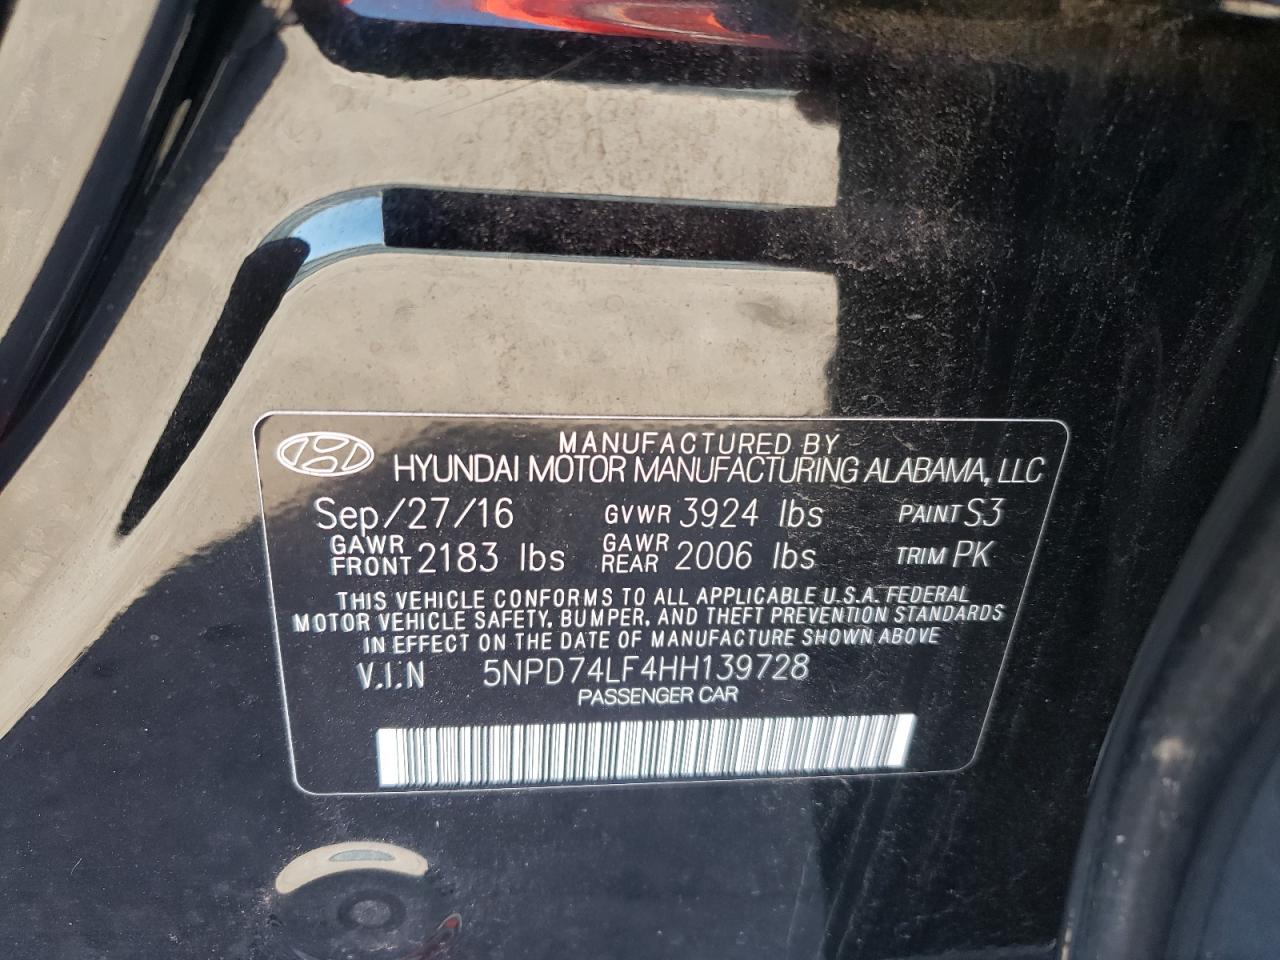 MANUFACTURED BY
HYUNDAI MOTOR MANUFACTURING ALABAMA, LLC
Sep/27/16 GVWR 3924 lbs PAINT S3
GAWR FRONT 2183 lbs GAWR REAR 2006 lbs TRIM PK
THIS VEHICLE CONFORMS TO ALL APPLICABLE U.S.A. FEDERAL
MOTOR VEHICLE SAFETY, BUMPER, AND THEFT PREVENTION STANDARDS
IN EFFECT ON THE DATE OF MANUFACTURE SHOWN ABOVE
V.I.N 5NPD74LF4HH139728
PASSENGER CAR